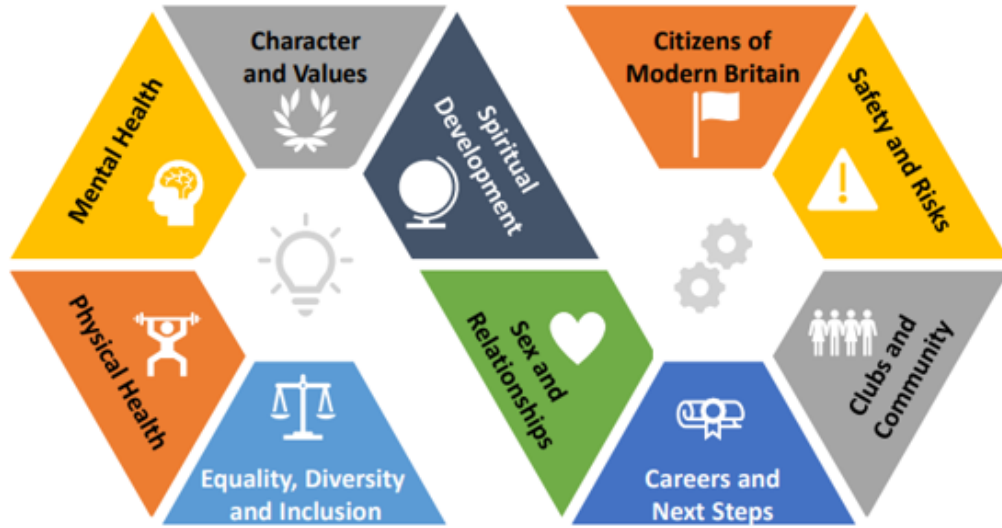 Character
and Values
Citizens of
Modern Britain
Mental Health
Spiritual
Development
Safety and Risks
Physical Health
Sex and
Relationships
Clubs and
Community
Equality, Diversity
and Inclusion
Careers and
Next Steps